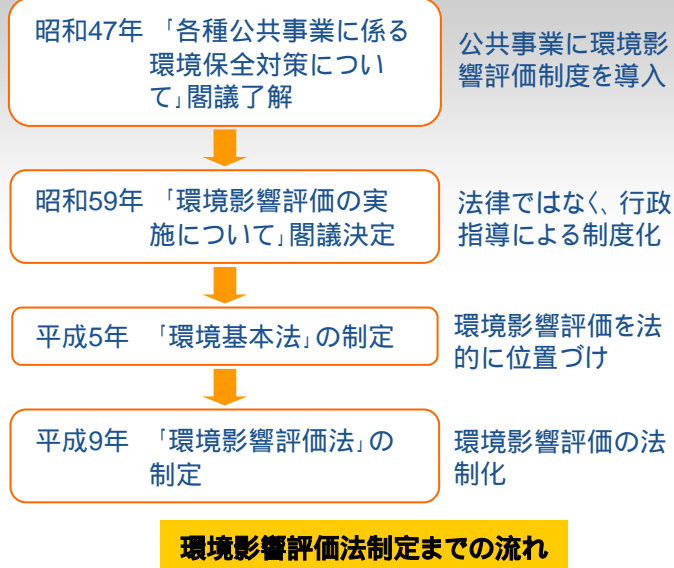 昭和47年 「各種公共事業に係る
環境保全対策につい
て」閣議了解
公共事業に環境影
響評価制度を導入
昭和59年 「環境影響評価の実
施について」閣議決定
法律ではなく、行政
指導による制度化
平成5年 「環境基本法」の制定
環境影響評価を法
的に位置づけ
平成9年 「環境影響評価法」の
制定
環境影響評価の法
制化
環境影響評価法制定までの流れ